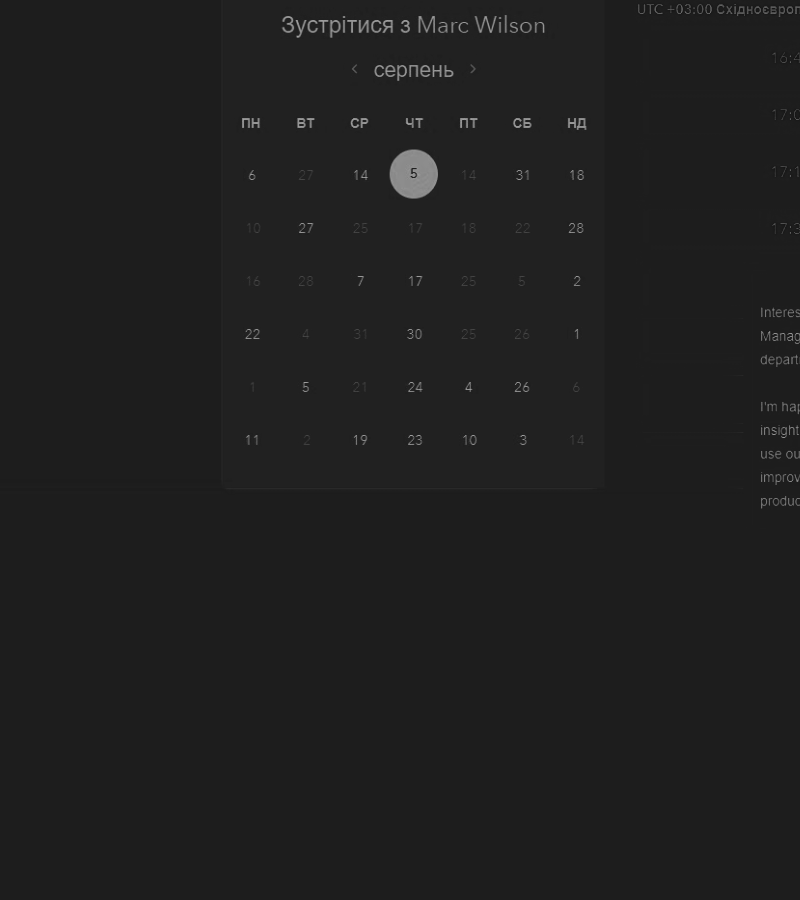 Зустрітися з Marc Wilson
серпень
ПН ВТ СР ЧТ ПТ СБ НД
6 27 14 5 14 31 18
10 27 25 17 18 22 28
16 28 7 17 25 5 2
22 4 31 30 25 26 1
1 5 21 24 4 26 6
11 2 19 23 10 3 14
UTC +03:00
16:4
17:0
17:1
17:3
Interes
Manag
depart
I'm hap
insight
use ou
improv
produc